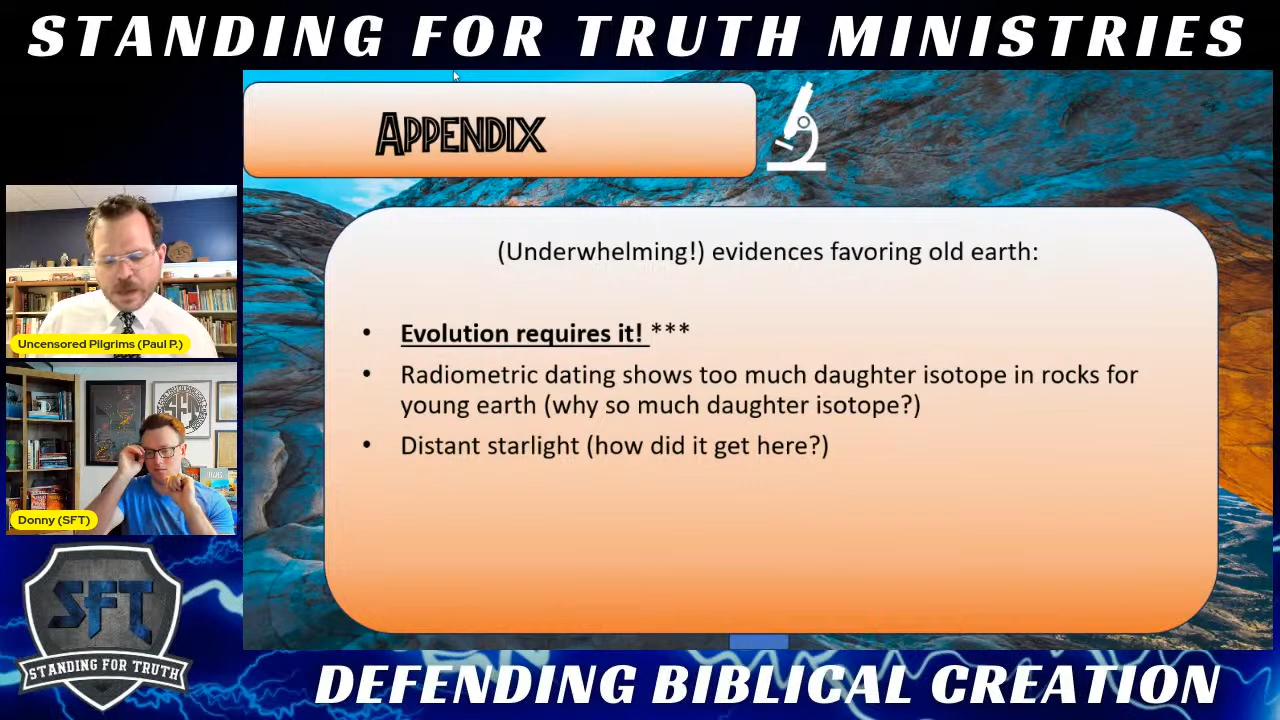 STANDING FOR TRUTH MINISTRIES
APPENDIX
(Underwhelming!) evidences favoring old earth:
• Evolution requires it! ***
• Radiometric dating shows too much daughter isotope in rocks for
young earth (why so much daughter isotope?)
• Distant starlight (how did it get here?)
Uncensored Pilgrims (Paul P.)
Donny (SFT)
SFT
STANDING FOR TRUTH
DEFENDING BIBLICAL CREATION